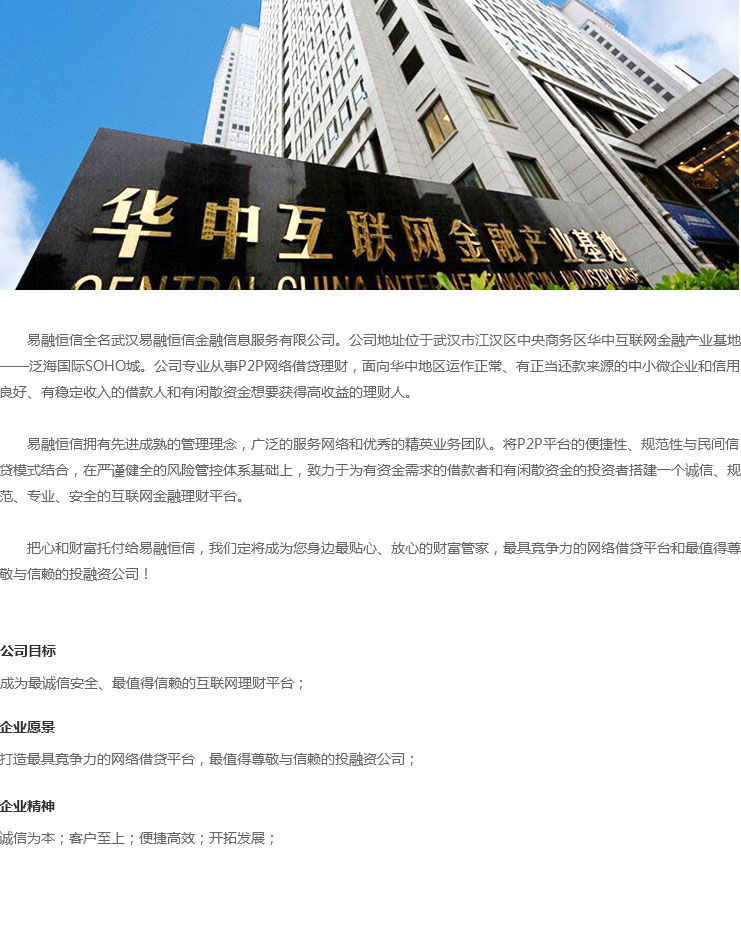 华中互联网金融产业基地
CENTRAL CHINA INTERNET FINANCIAL INDUSTRY BASE
易融恒信全名武汉易融恒信金融信息服务有限公司。公司地址位于武汉市江汉区中央商务区华中互联网金融产业基地
——泛海国际SOHO城。公司专业从事P2P网络借贷理财，面向华中地区运作正常、有正当还款来源的中小微企业和信用
良好、有稳定收入的借款人和有闲散资金想要获得高收益的理财人。
易融恒信拥有先进成熟的管理理念，广泛的服务网络和优秀的精英业务团队。将P2P平台的便捷性、规范性与民间信
贷模式结合，在严谨健全的风险管控体系基础上，致力于为有资金需求的借款者和有闲散资金的投资者搭建一个诚信、规
范、专业、安全的互联网金融理财平台。
把心和财富托付给易融恒信，我们定将成为您身边最贴心、放心的财富管家，最具竞争力的网络借贷平台和最值得尊
敬与信赖的投融资公司！
公司目标
成为最诚信安全、最值得信赖的互联网理财平台；
企业愿景
打造最具竞争力的网络借贷平台，最值得尊敬与信赖的投融资公司；
企业精神
诚信为本；客户至上；便捷高效；开拓发展；